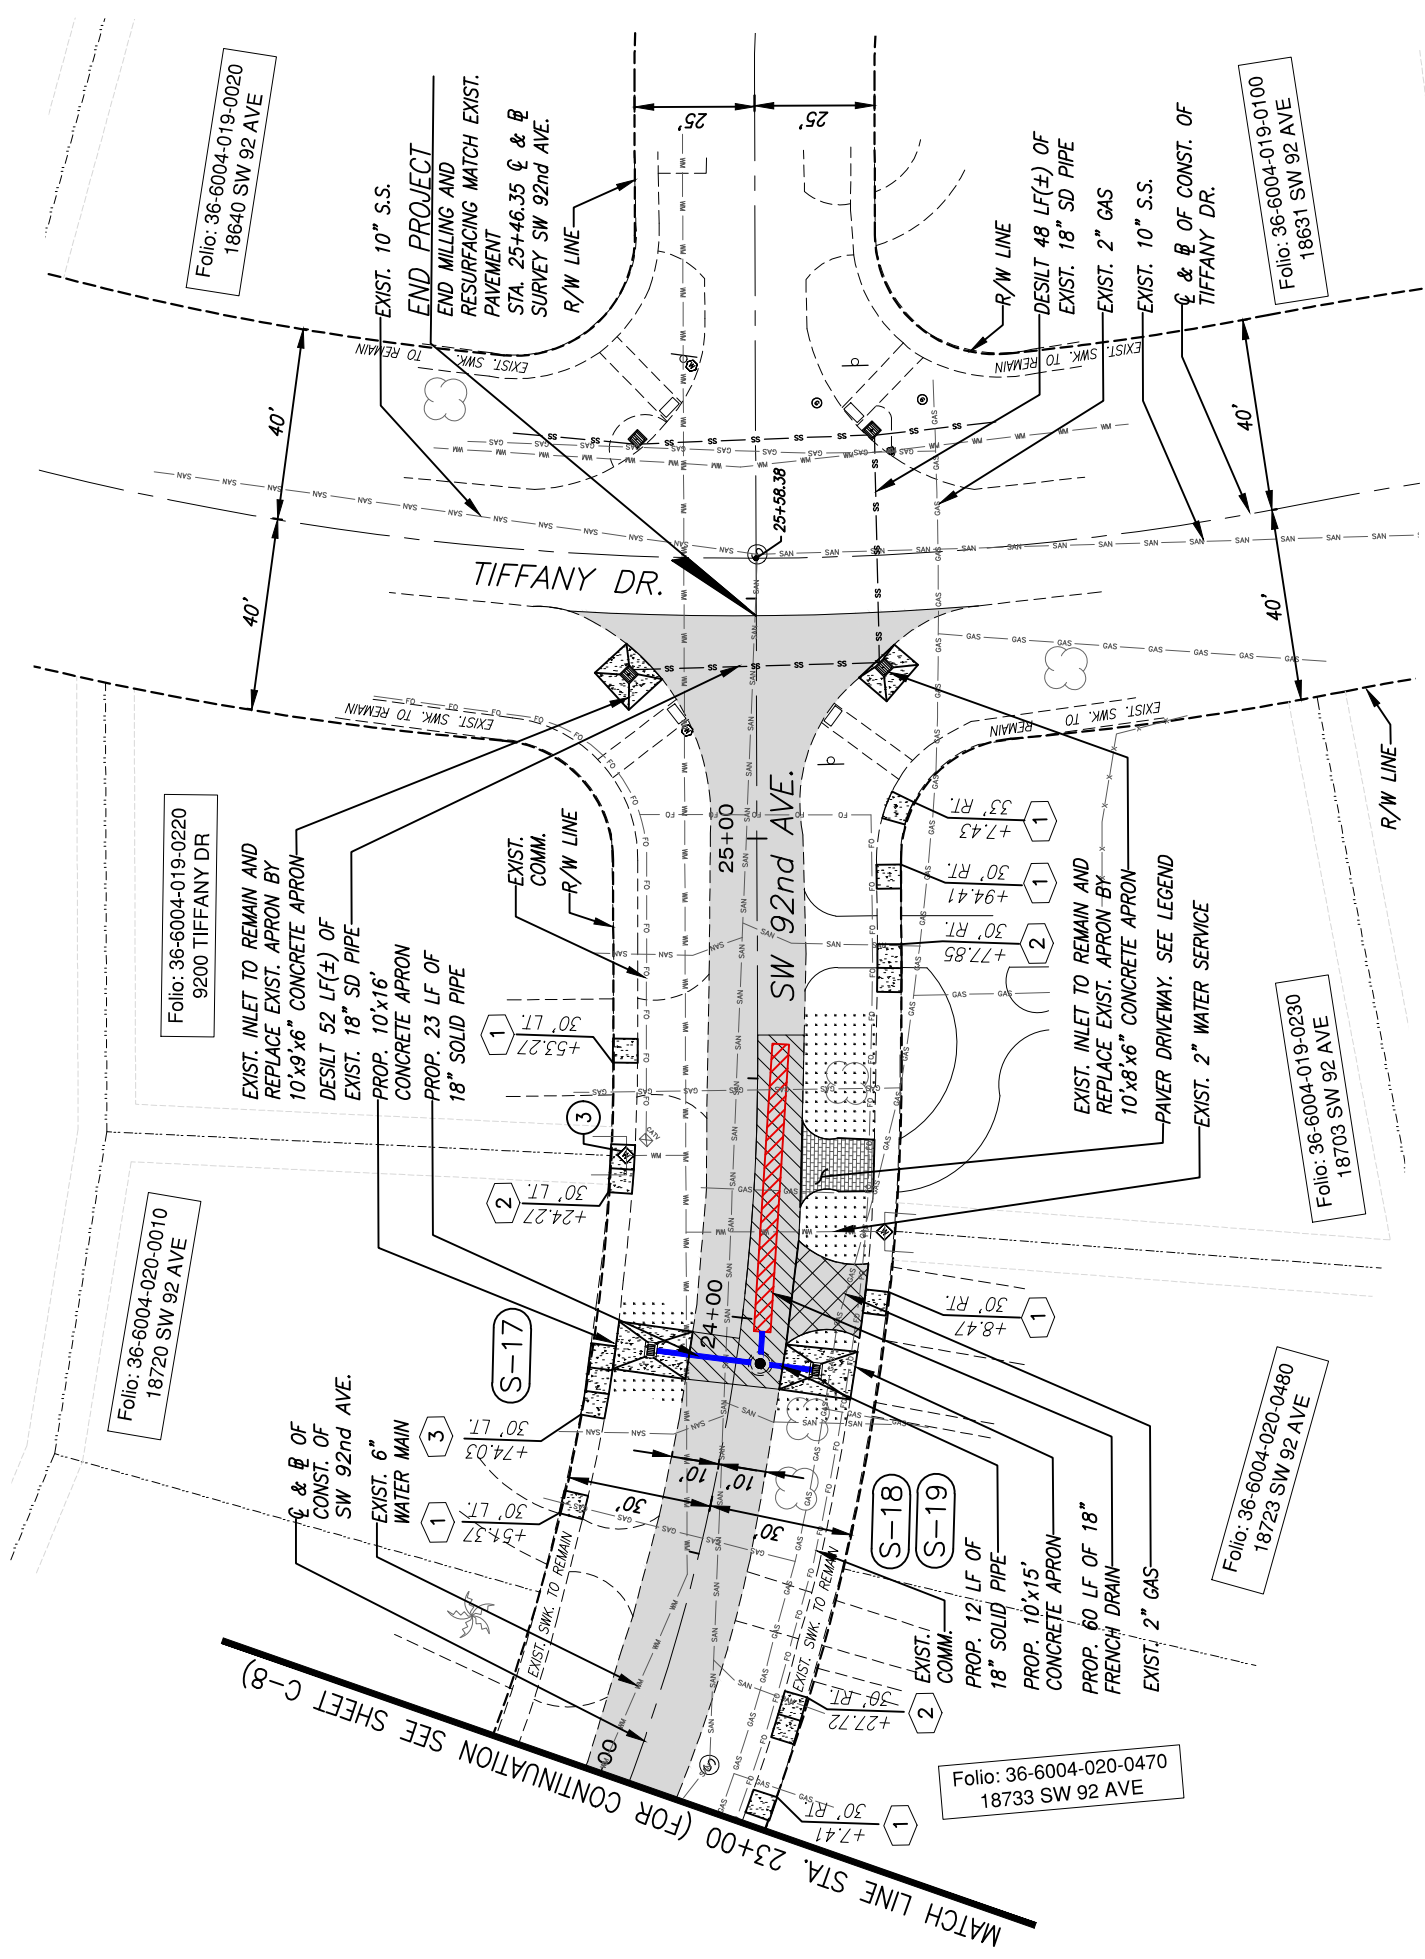 Folio: 36-6004-019-0020
18640 SW 92 AVE
EXIST. 10" S.S.
END PROJECT
END MILLING AND
RESURFACING MATCH EXIST.
PAVEMENT
STA. 25+46.35 ℄ & B
SURVEY SW 92nd AVE.
R/W LINE
25'
25'
Folio: 36-6004-019-0100
18631 SW 92 AVE
R/W LINE
DESILT 48 LF(±) OF
EXIST. 18" SD PIPE
EXIST. 2" GAS
EXIST. 10" S.S.
℄ & B OF CONST. OF
TIFFANY DR.
EXIST. SWK.
TO REMAIN
EXIST. SWK.
TO REMAIN
40'
40'
40'
40'
TIFFANY DR.
25+58.38
EXIST. SWK. TO
REMAIN
EXIST. SWK. TO
REMAIN
R/W LINE
Folio: 36-6004-019-0220
9200 TIFFANY DR
EXIST. INLET TO REMAIN AND
REPLACE EXIST. APRON BY
10'x9'x6" CONCRETE APRON
DESILT 52 LF(±) OF
EXIST. 18" SD PIPE
PROP. 10'x16'
CONCRETE APRON
PROP. 23 LF OF
18" SOLID PIPE
EXIST.
COMM.
R/W LINE
25+00
SW 92nd AVE.
+7.43
33' RT.
1
+94.41
30' RT.
1
+77.85
30' RT.
2
EXIST. INLET TO REMAIN AND
REPLACE EXIST. APRON BY
10'x8'x6" CONCRETE APRON
PAVER DRIVEWAY. SEE LEGEND
EXIST. 2" WATER SERVICE
Folio: 36-6004-019-0230
18703 SW 92 AVE
+53.27
30' LT.
1
3
CATV
+24.27
30' LT.
2
24+00
+8.47
30' RT.
1
Folio: 36-6004-020-0010
18720 SW 92 AVE
S-17
+74.03
30' LT.
3
+51.37
30' LT.
1
℄ & B OF
CONST. OF
SW 92nd AVE.
EXIST. 6"
WATER MAIN
10'
10'
30'
30'
EXIST. SWK. TO REMAIN
EXIST. SWK. TO REMAIN
S-18
S-19
EXIST.
COMM.
PROP. 12 LF OF
18" SOLID PIPE
PROP. 10'x15'
CONCRETE APRON
PROP. 60 LF OF 18"
FRENCH DRAIN
EXIST. 2" GAS
Folio: 36-6004-020-0480
18723 SW 92 AVE
+27.72
30' RT.
2
+7.41
30' RT.
1
Folio: 36-6004-020-0470
18733 SW 92 AVE
00
MATCH LINE STA. 23+00 (FOR CONTINUATION SEE SHEET C-8)